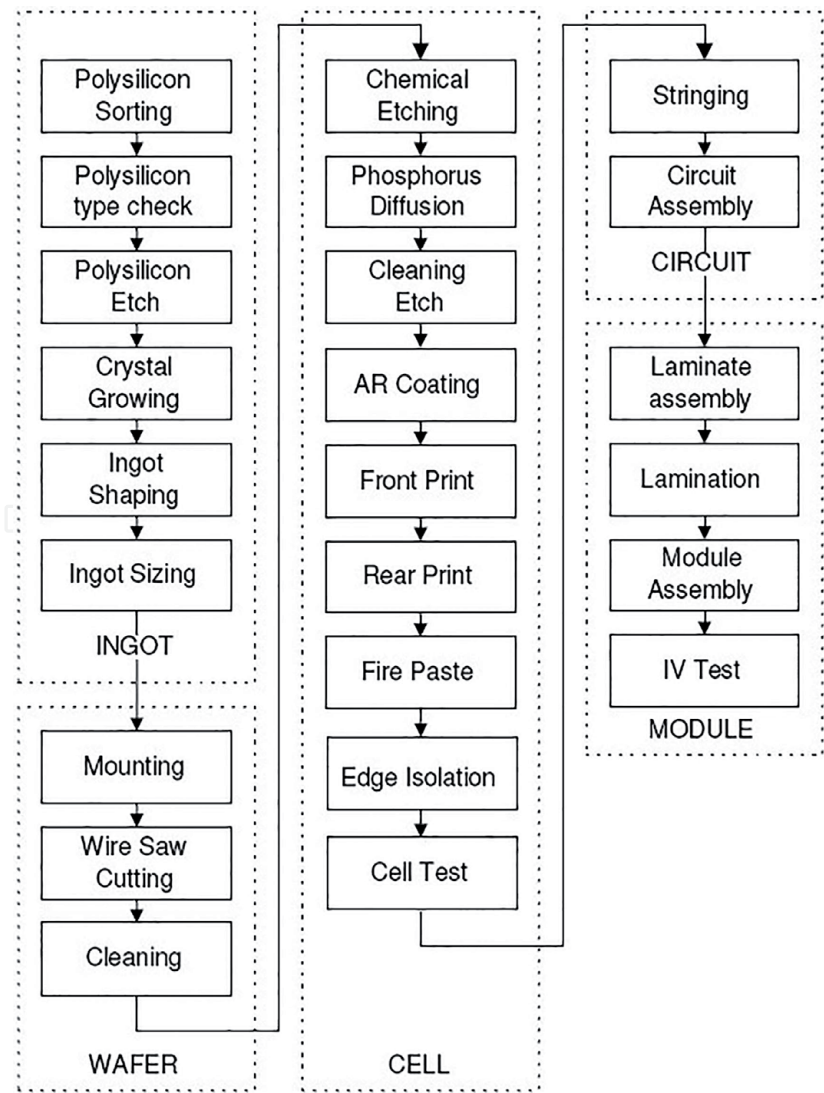 Polysilicon
Sorting
Polysilicon
type check
Polysilicon
Etch
Crystal
Growing
Ingot
Shaping
Ingot Sizing
INGOT
Mounting
Wire Saw
Cutting
Cleaning
WAFER
Chemical
Etching
Phosphorus
Diffusion
Cleaning
Etch
AR Coating
Front Print
Rear Print
Fire Paste
Edge Isolation
Cell Test
CELL
Stringing
Circuit
Assembly
CIRCUIT
Laminate
assembly
Lamination
Module
Assembly
IV Test
MODULE